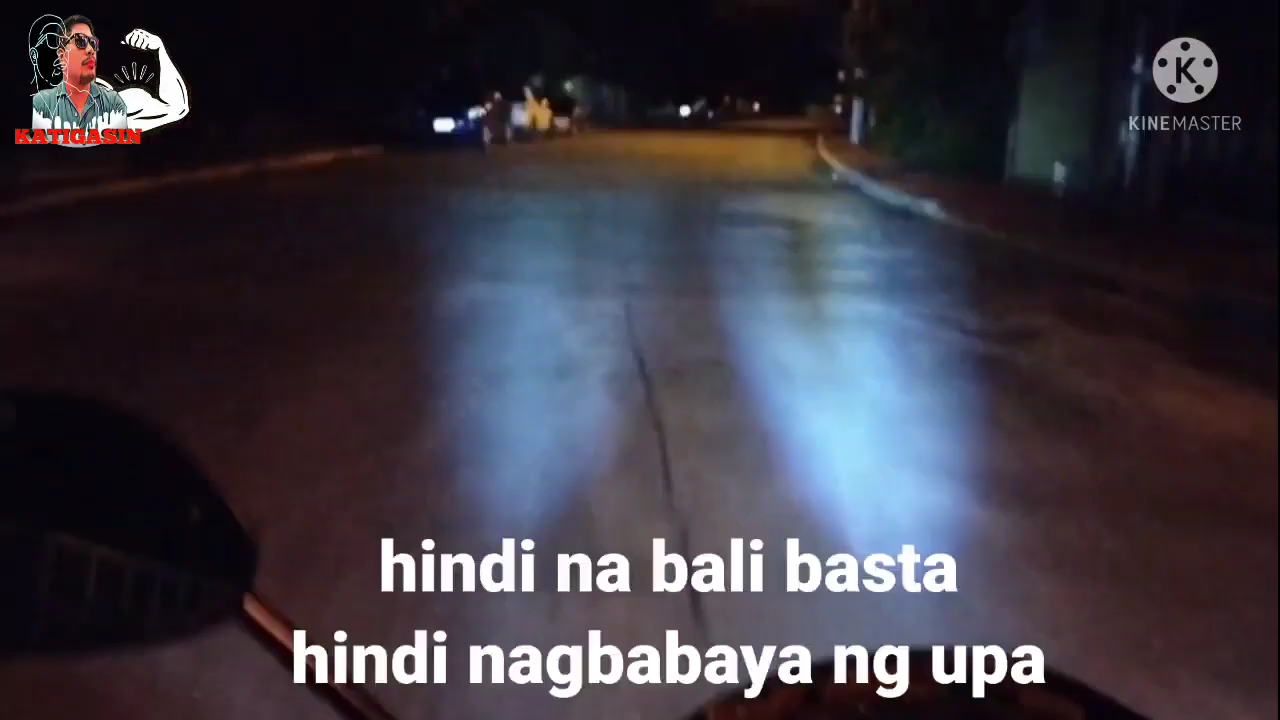 KATIGASIN
K
KINEMASTER
hindi na bali basta
hindi nagbabaya ng upa